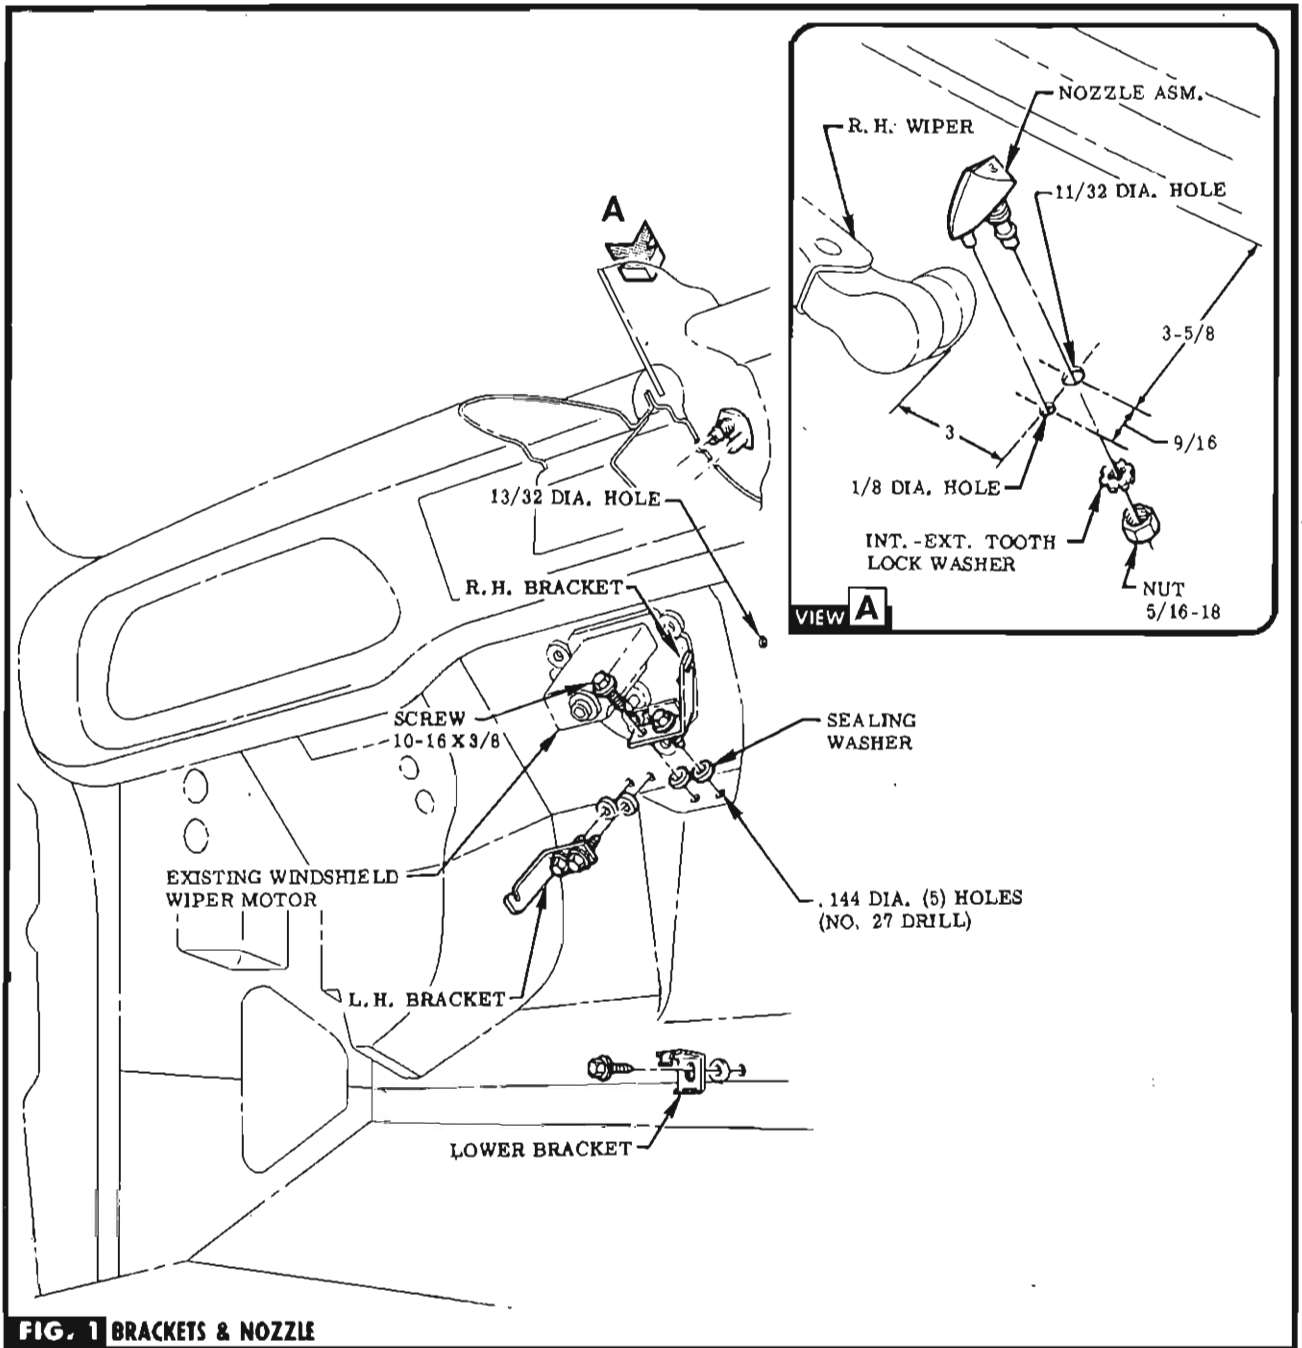 NOZZLE ASM.
R.H. WIPER
11/32 DIA. HOLE
3-5/8
9/16
3
1/8 DIA. HOLE
INT.-EXT. TOOTH
LOCK WASHER
NUT
5/16-18
VIEW A
A
13/32 DIA. HOLE
R.H. BRACKET
SCREW
10-16X3/8
SEALING
WASHER
EXISTING WINDSHIELD
WIPER MOTOR
.144 DIA. (5) HOLES
(NO. 27 DRILL)
L.H. BRACKET
LOWER BRACKET
FIG. 1 BRACKETS & NOZZLE